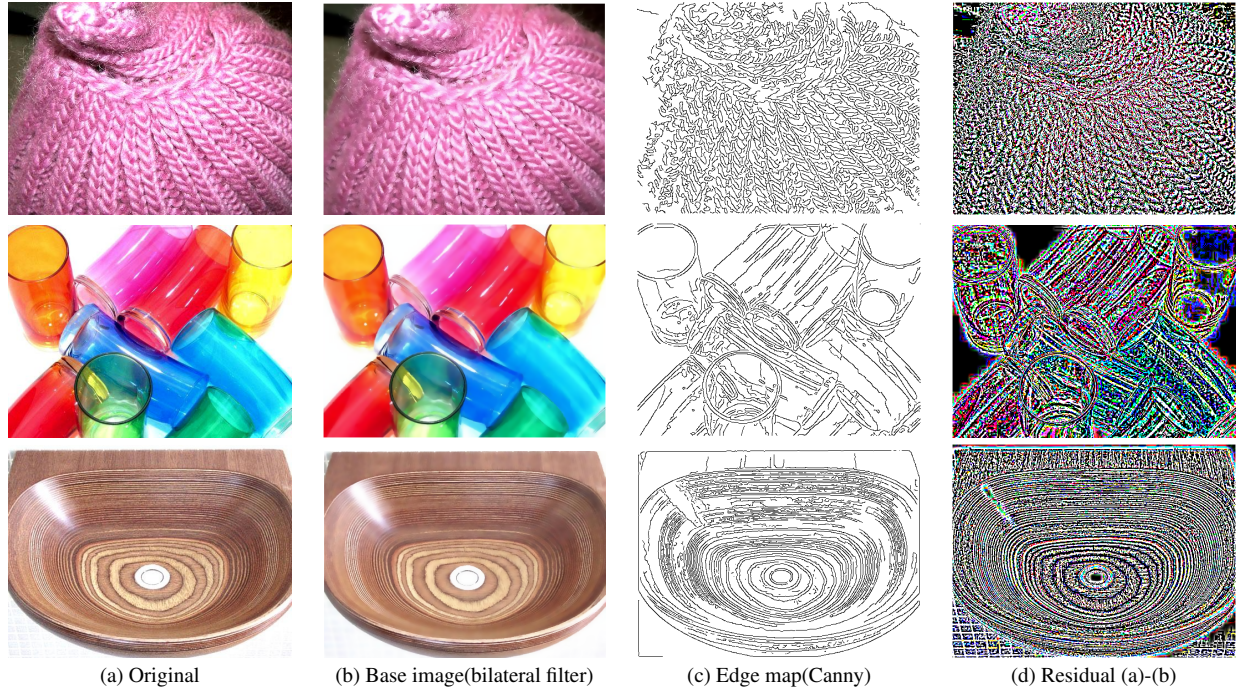 (a) Original
(b) Base image(bilateral filter)
(c) Edge map(Canny)
(d) Residual (a)-(b)